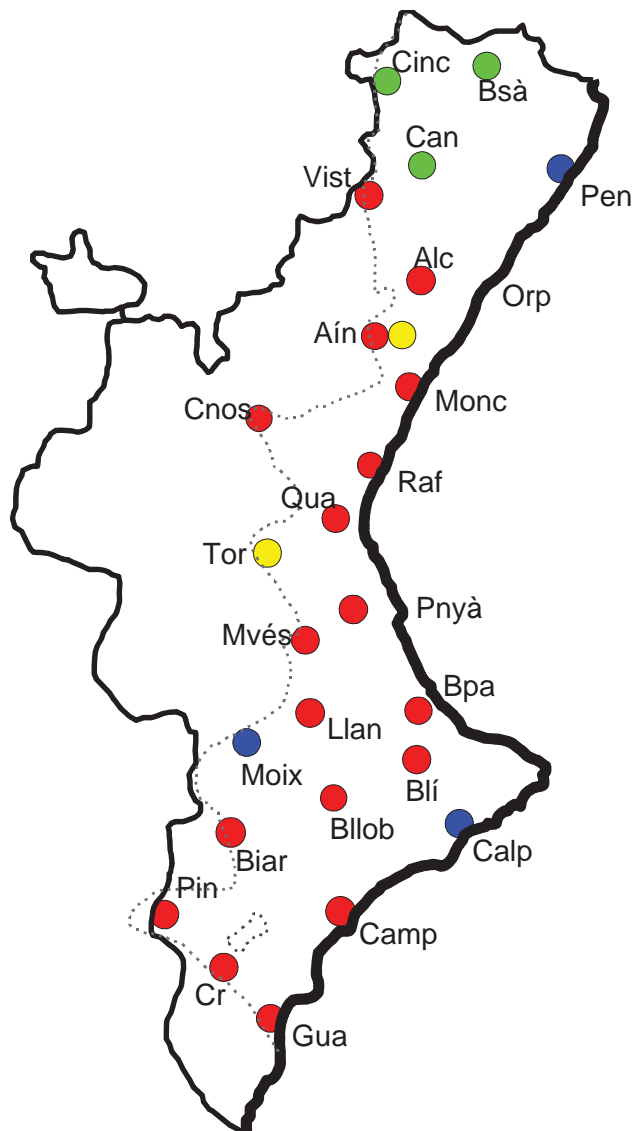 Cinc
Bsà
Can
Vist
Pen
Alc
Orp
Aín
Monc
Cnos
Raf
Qua
Tor
Pnyà
Mvés
Bpa
Llan
Moix
Blí
Bllob
Calp
Biar
Pin
Camp
Cr
Gua